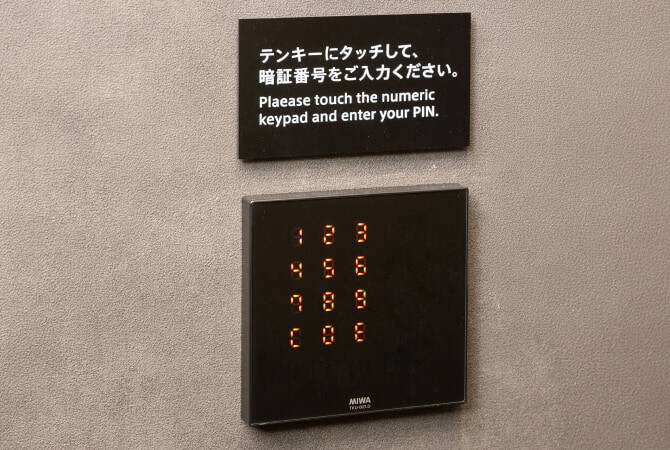 テンキーにタッチして、
暗証番号をご入力ください。
Plaease touch the numeric
keypad and enter your PIN.
1 2 3
4 5 6
7 8 9
C 0 E
MIWA